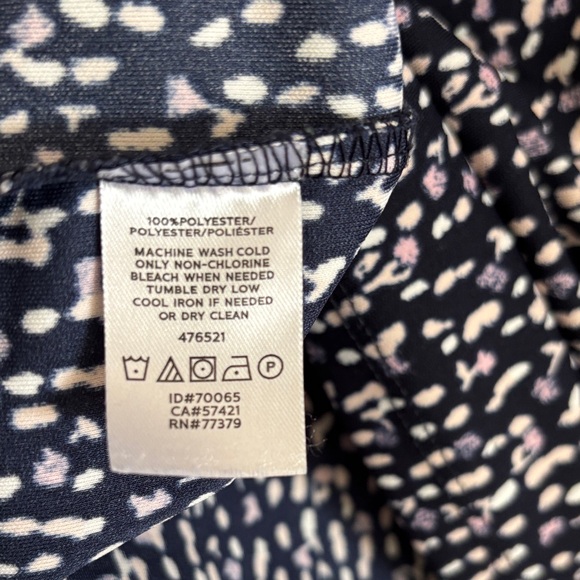 100%POLYESTER/
POLYESTER/POLIÉSTER
MACHINE WASH COLD
ONLY NON-CHLORINE
BLEACH WHEN NEEDED
TUMBLE DRY LOW
COOL IRON IF NEEDED
OR DRY CLEAN
476521
P
ID#70065
CA#57421
RN#77379